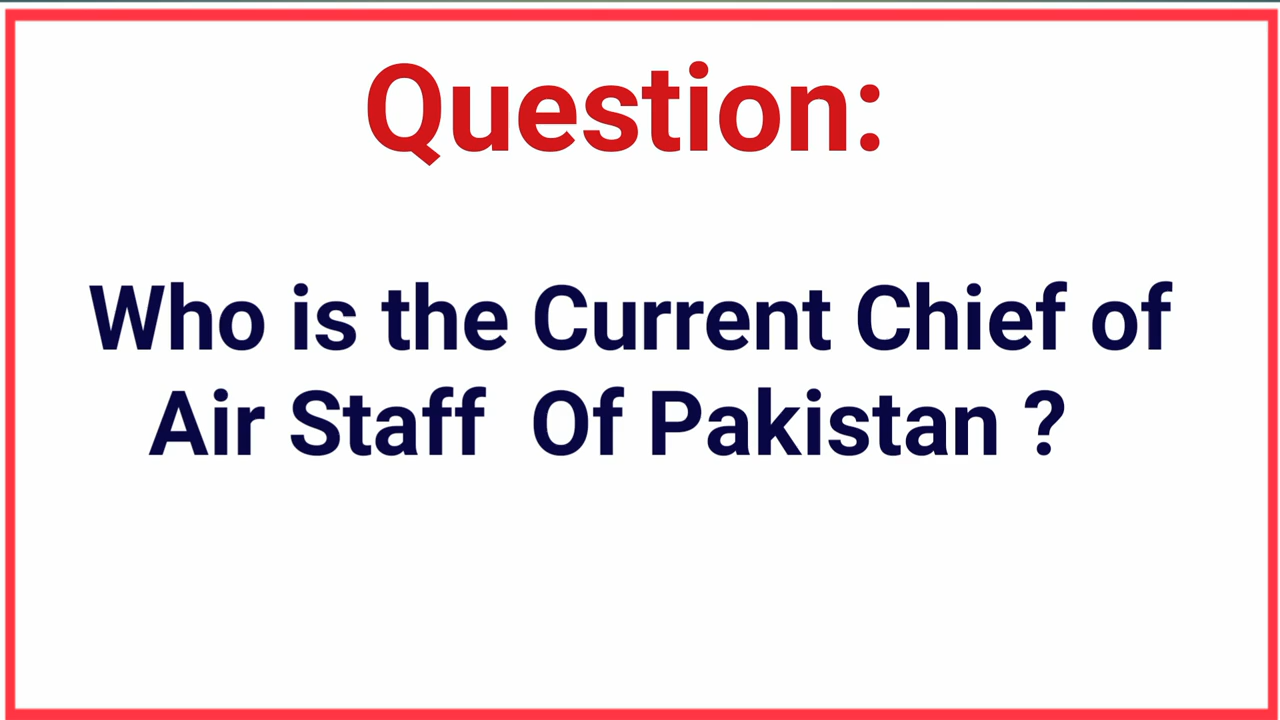 Question:
Who is the Current Chief of
Air Staff Of Pakistan ?